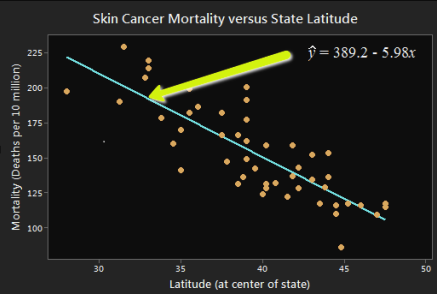 Skin Cancer Mortality versus State Latitude
ŷ = 389.2 - 5.98x
Mortality (Deaths per 10 million)
225
200
175
150
125
100
30
35
40
45
50
Latitude (at center of state)